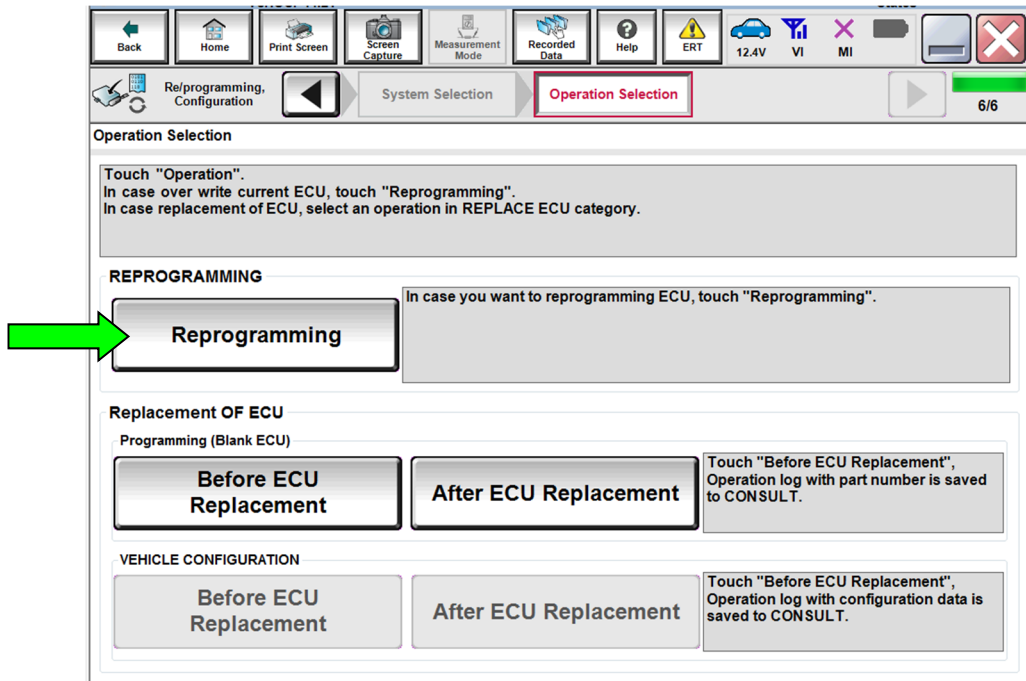 Back
Home
Print Screen
Screen
Capture
Measurement
Mode
Recorded
Data
Help
ERT
12.4V
VI
MI
Re/programming,
Configuration
System Selection
Operation Selection
6/6
Operation Selection
Touch "Operation".
In case over write current ECU, touch "Reprogramming".
In case replacement of ECU, select an operation in REPLACE ECU category.
REPROGRAMMING
Reprogramming
In case you want to reprogramming ECU, touch "Reprogramming".
Replacement OF ECU
Programming (Blank ECU)
Before ECU
Replacement
After ECU Replacement
Touch "Before ECU Replacement",
Operation log with part number is saved
to CONSULT.
VEHICLE CONFIGURATION
Before ECU
Replacement
After ECU Replacement
Touch "Before ECU Replacement",
Operation log with configuration data is
saved to CONSULT.